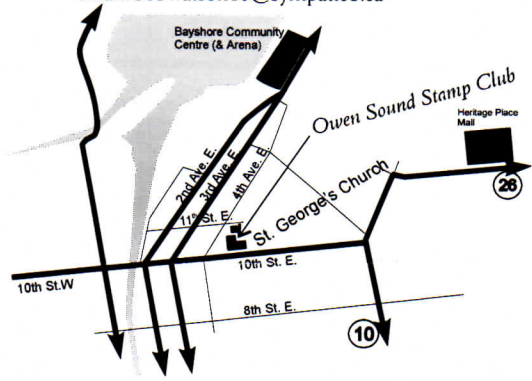 Bayshore Community
Centre (& Arena)
Owen Sound Stamp Club
Heritage Place
Mall
2nd Ave. E.
3rd Ave. E.
4th Ave. E.
11th St. E.
St. George's Church
26
10th St.W
10th St. E.
8th St. E.
10